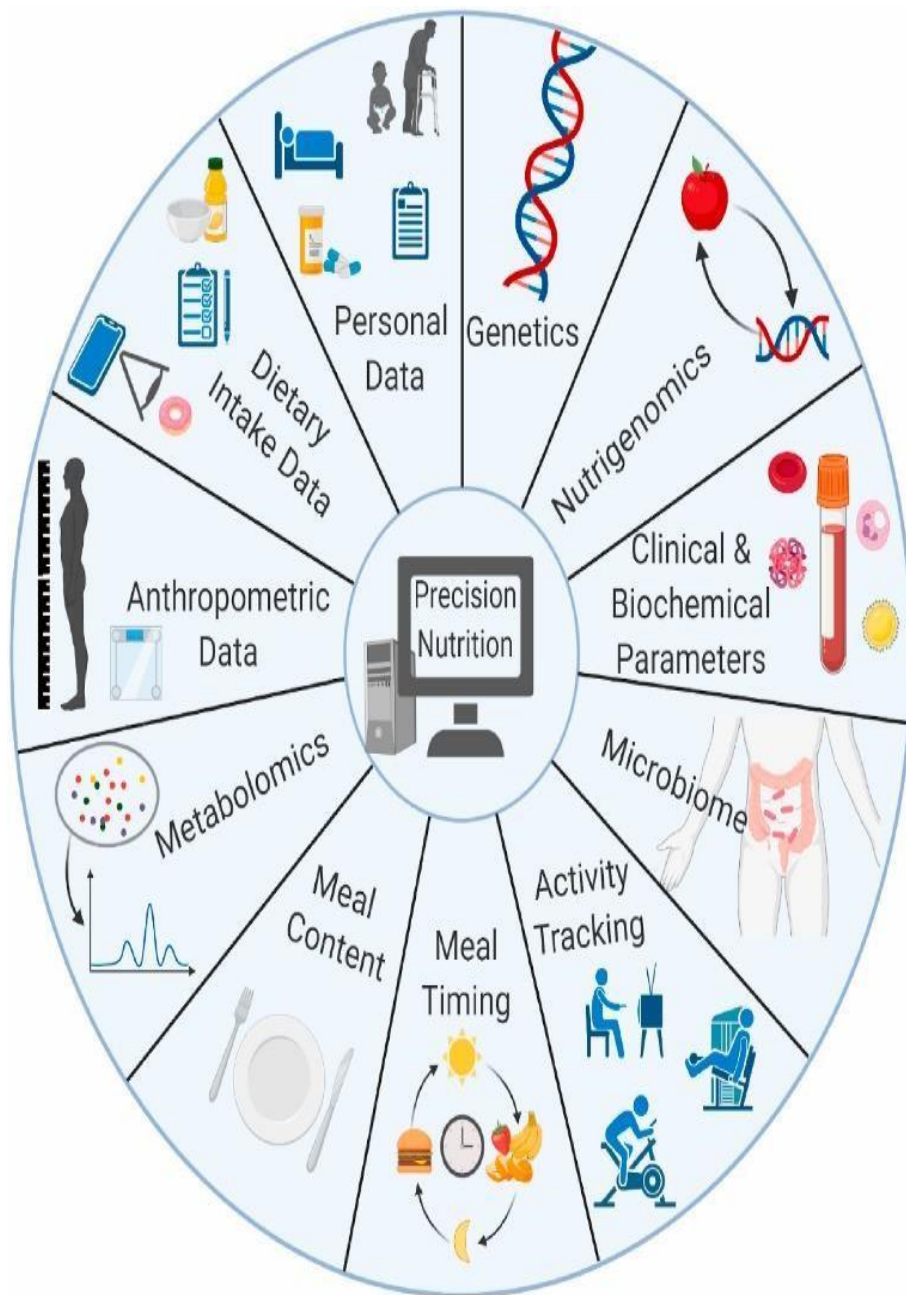 Precision
Nutrition
Genetics
Nutrigenomics
Clinical &
Biochemical
Parameters
Microbiome
Activity
Tracking
Meal
Timing
Meal
Content
Metabolomics
Anthropometric
Data
Dietary
Intake Data
Personal
Data